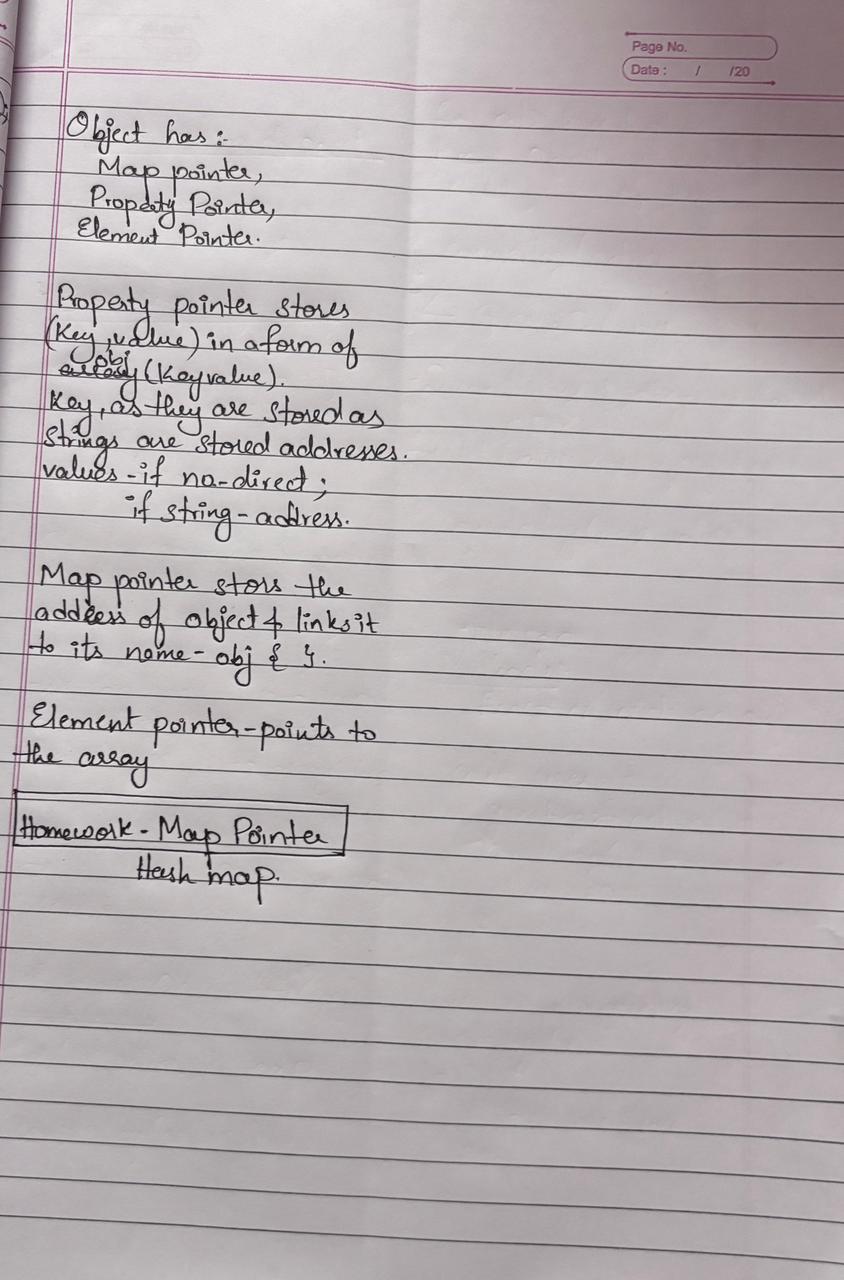 Page No.
Date : / /20
Object has :-
Map pointer,
Property Pointer,
Element Pointer.
Property pointer stores
(Key, value) in a form of
obj
(Key value).
Key, as they are stored as
strings are stored addresses.
values - if no - direct ;
if string - address.
Map pointer stors the
address of object & links it
to its name - obj { }.
Element pointer - points to
the array
Homework - Map Pointer
Hash map.